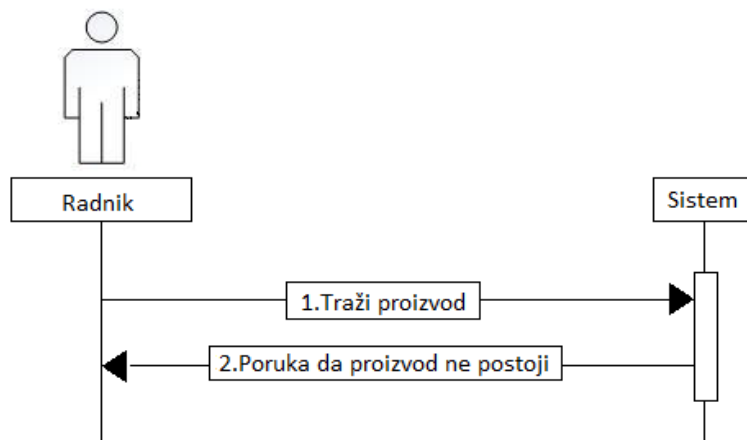 Radnik
Sistem
1.Traži proizvod
2.Poruka da proizvod ne postoji